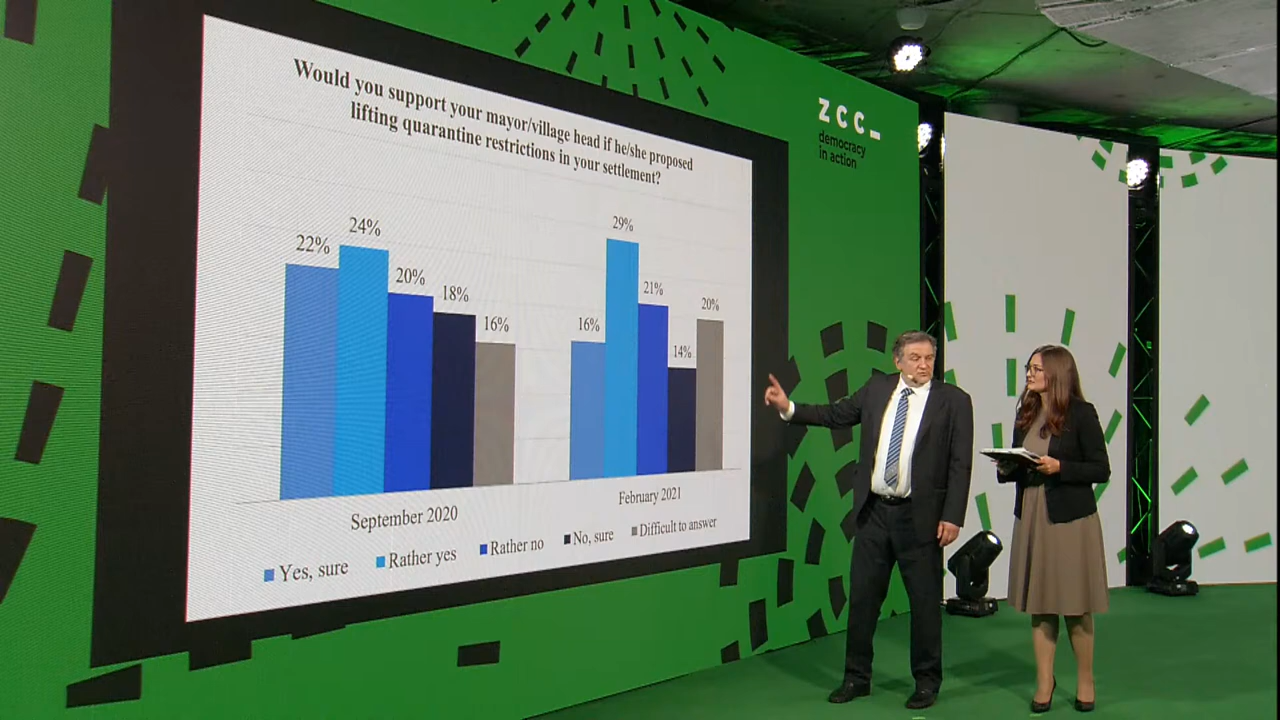 Would you support your mayor/village head if he/she proposed
lifting quarantine restrictions in your settlement?
22%
24%
20%
18%
16%
16%
29%
21%
14%
20%
September 2020
February 2021
Yes, sure
Rather yes
Rather no
No, sure
Difficult to answer
zcc_
democracy
in action